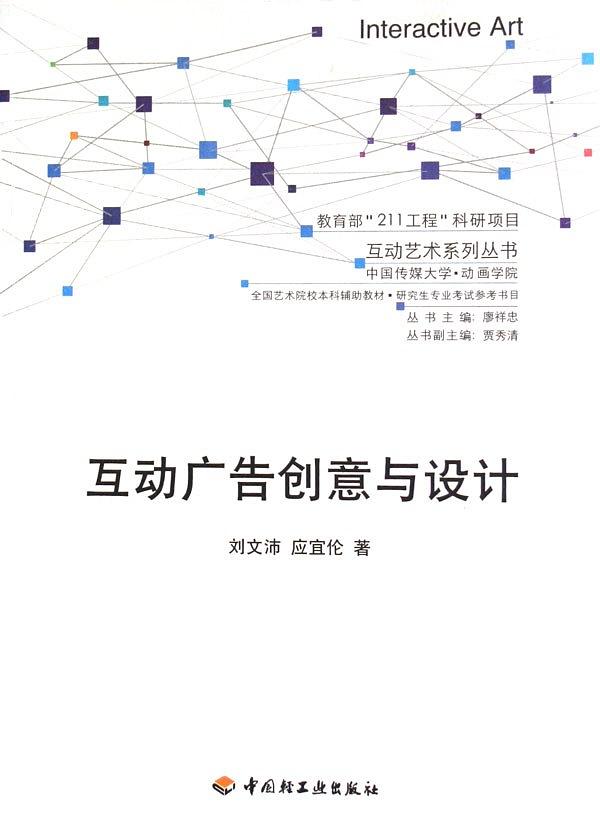 Interactive Art
教育部"211工程"科研项目
互动艺术系列丛书
中国传媒大学·动画学院
全国艺术院校本科辅助教材·研究生专业考试参考书目
丛书主编：廖祥忠
丛书副主编：贾秀清
互动广告创意与设计
刘文沛 应宜伦 著
中国轻工业出版社